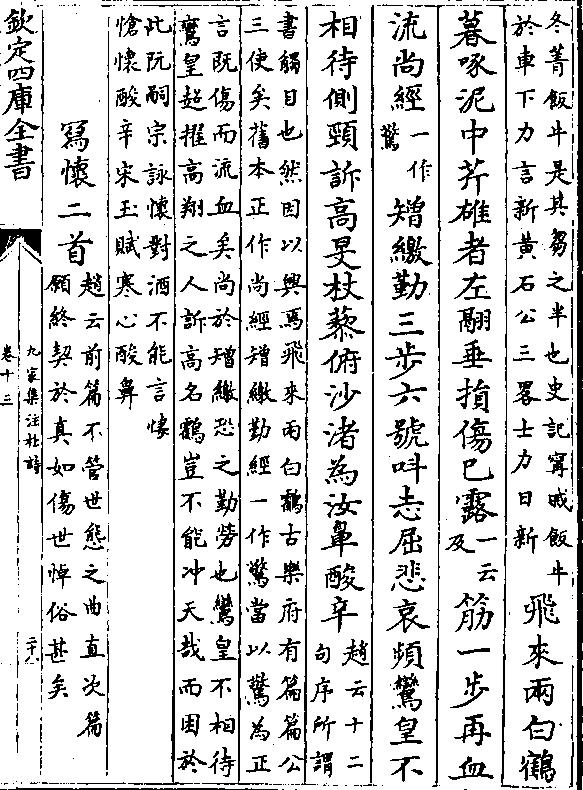 冬菁飯牛是其芻之半也史記甯戚飯牛
於車下力言新黄石公三畧士力日新
飛來兩白鶴
暮啄泥中芹雄者左翮垂損傷已露
一云
及
筋一步再血
流尚經
一作
驚
矰繳勤三步六號呌志屈悲哀頻鸞皇不
相待側頸訴高旻杖藜俯沙渚為汝鼻酸辛
趙云十二
句序所謂
書觸目也然因以興焉飛來兩白鶴古樂府有篇篇公
三使矣舊本正作尚經矰繳勤經一作驚當以驚為正
言既傷而流血矣尚於矰繳恐之勤勞也鸞皇不相待
鸞皇超擢高翔之人訴高名鶴豈不能冲天哉而困於
此阮嗣宗詠懷對酒不能言悽
愴懷酸辛宋玉賦寒心酸鼻
寫懷二首
趙云前篇不管世態之曲直次篇
願終契於真如傷世悼俗甚矣
欽定四庫全書
九家集注杜詩
卷十三
二十八